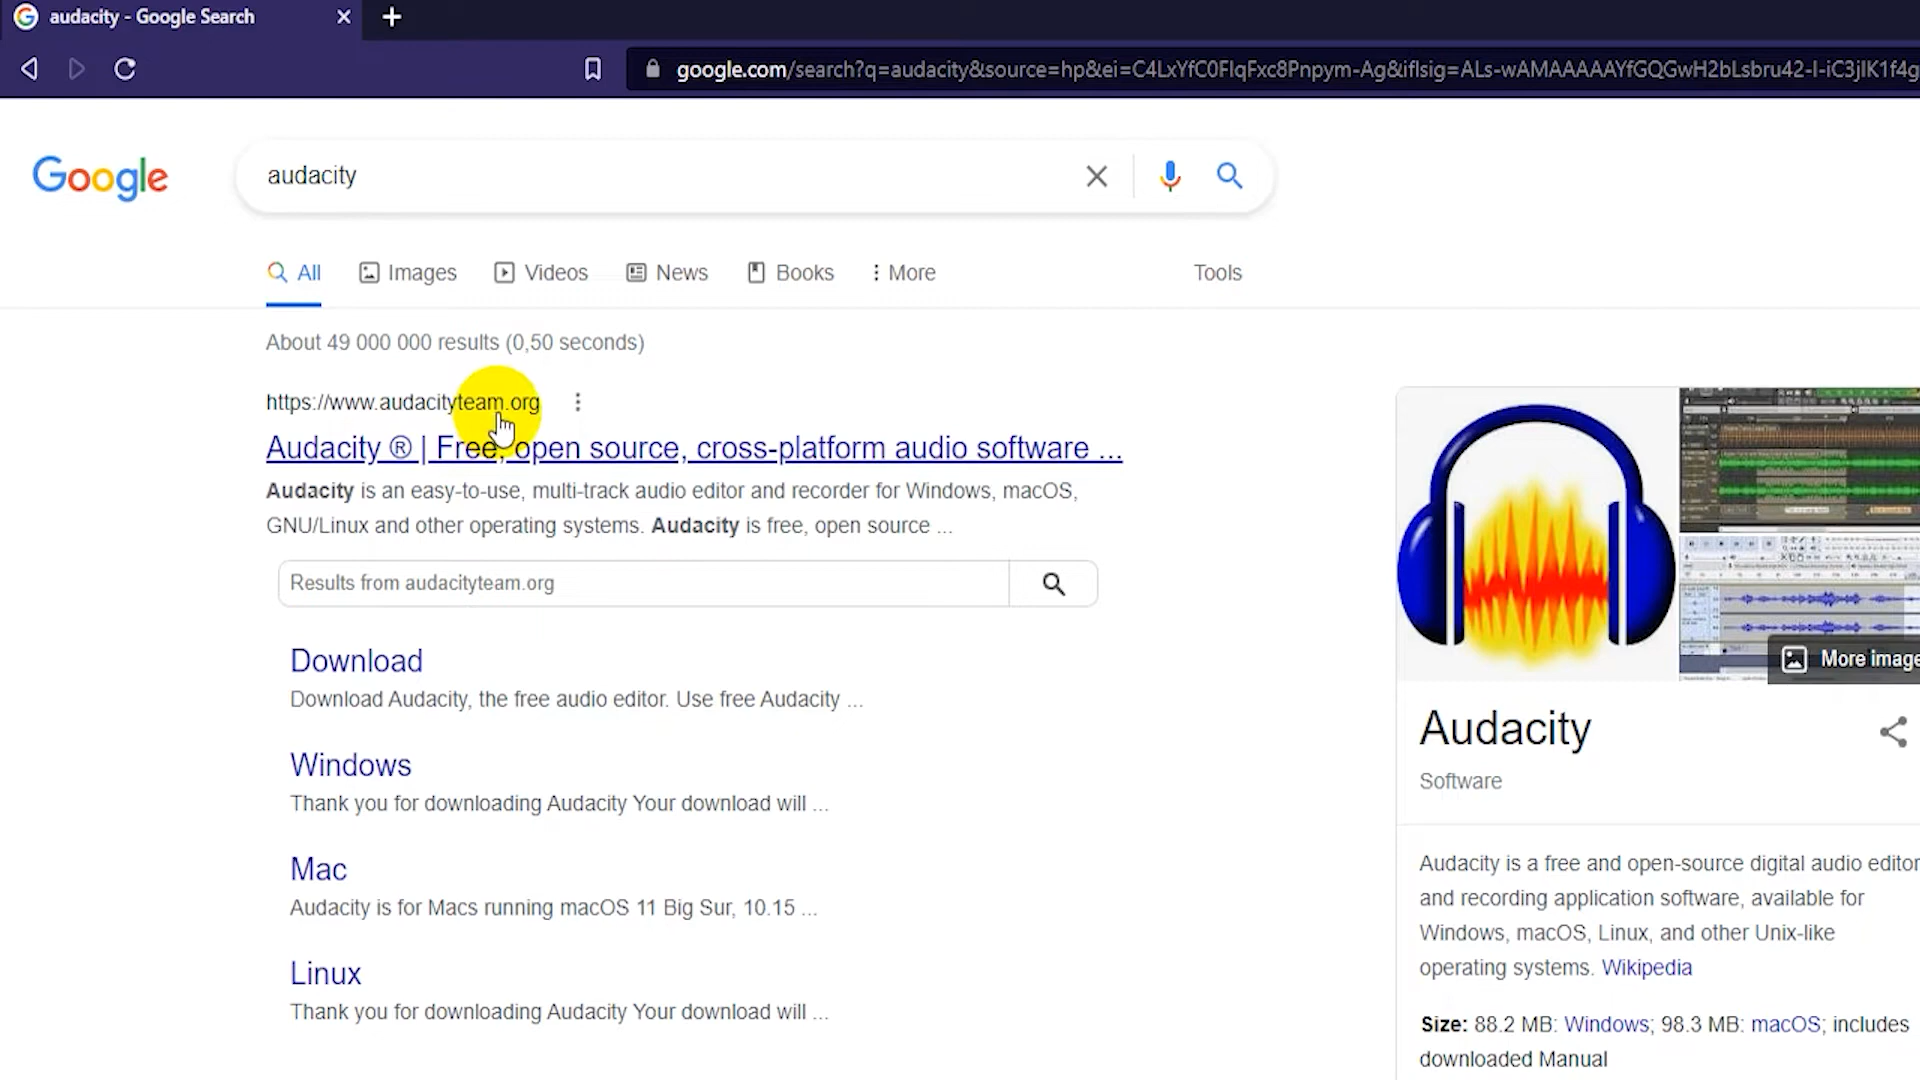 audacity - Google Search
google.com/search?q=audacity&source=hp&ei=
Google
audacity
All
Images
Videos
News
Books
More
Tools
About 49 000 000 results (0,50 seconds)
https://www.audacityteam.org
Audacity ® | Free, open source, cross-platform audio software ...
Audacity is an easy-to-use, multi-track audio editor and recorder for Windows, macOS,
GNU/Linux and other operating systems. Audacity is free, open source ...
Results from audacityteam.org
Download
Download Audacity, the free audio editor. Use free Audacity ...
Windows
Thank you for downloading Audacity Your download will ...
Mac
Audacity is for Macs running macOS 11 Big Sur, 10.15 ...
Linux
Thank you for downloading Audacity Your download will ...
More image
Audacity
Software
Audacity is a free and open-source digital audio editor
and recording application software, available for
Windows, macOS, Linux, and other Unix-like
operating systems. Wikipedia
Size: 88.2 MB: Windows; 98.3 MB: macOS; includes
downloaded Manual